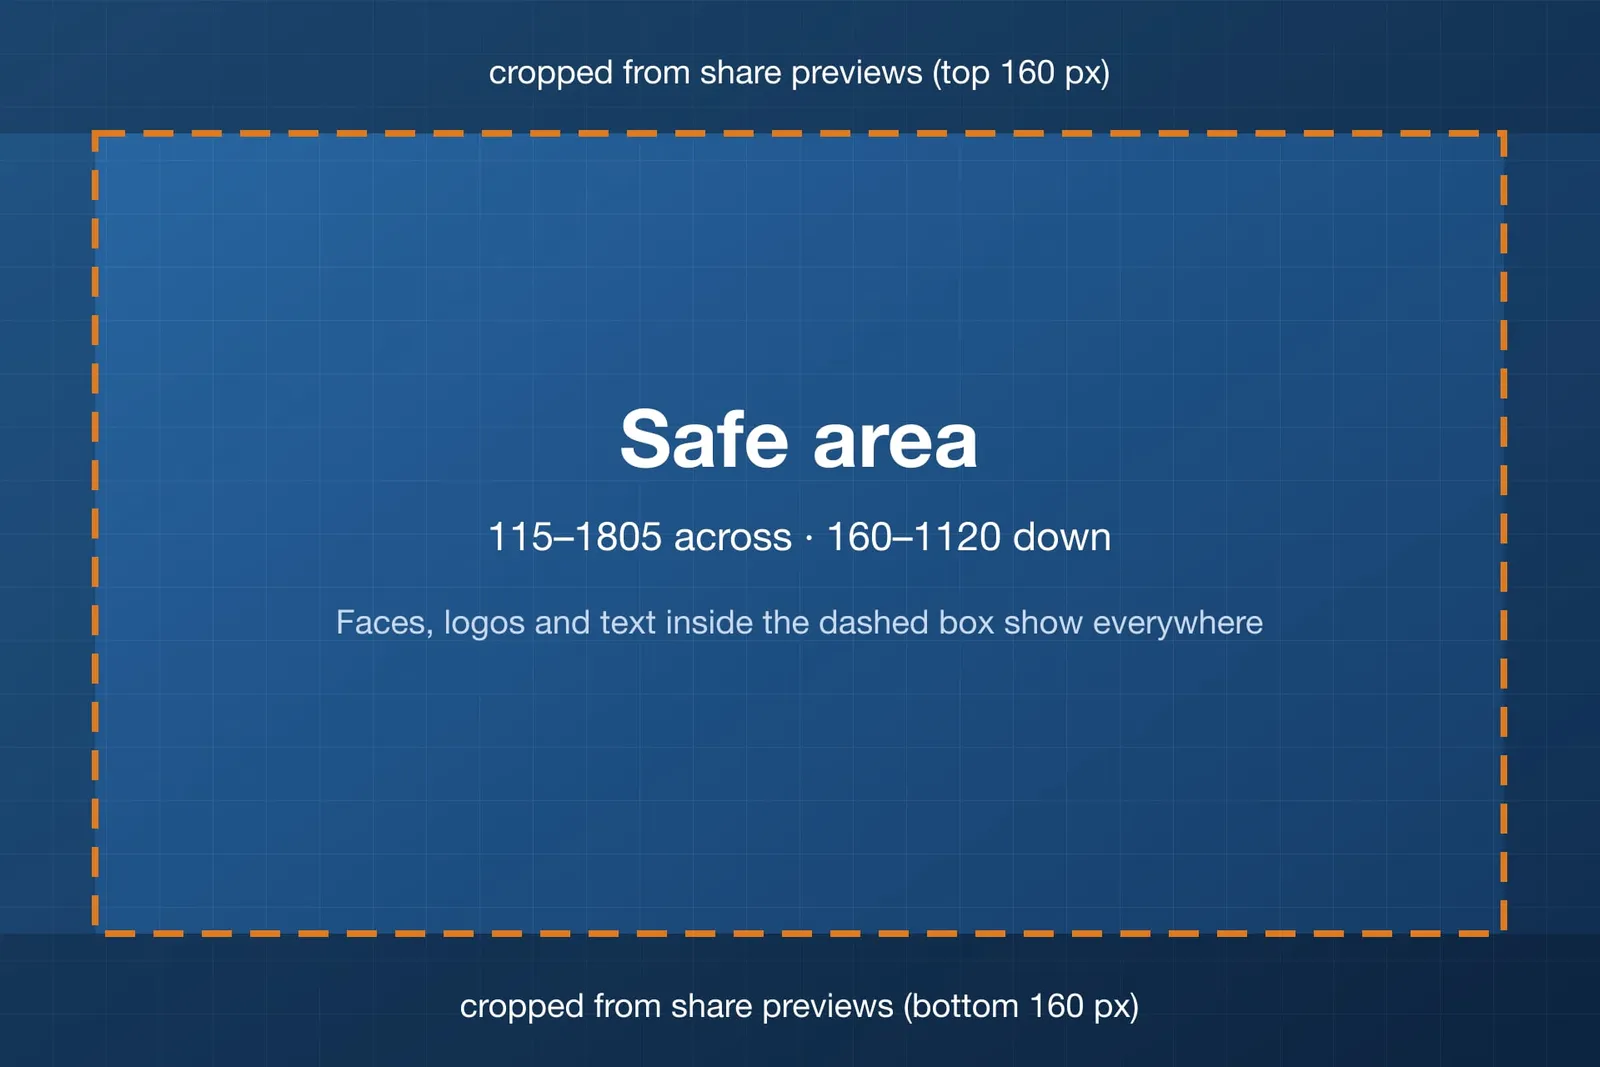 cropped from share previews (top 160 px)
Safe area
115–1805 across · 160–1120 down
Faces, logos and text inside the dashed box show everywhere
cropped from share previews (bottom 160 px)